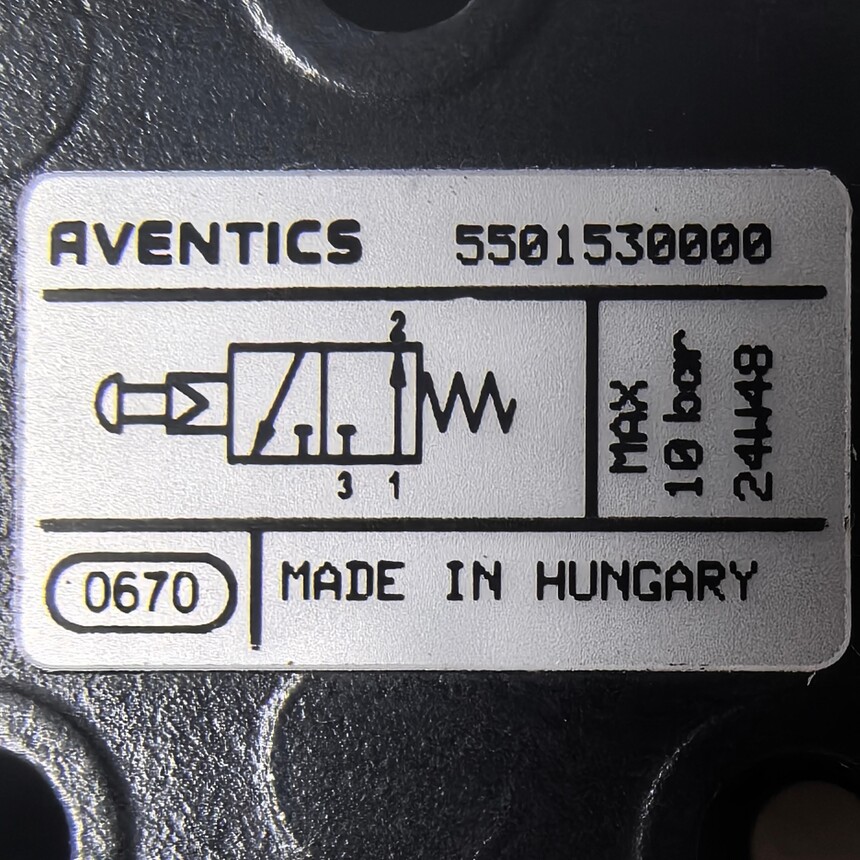 AVENTICS 5501530000
2
3 1
MAX
10 bar
24W48
0670
MADE IN HUNGARY